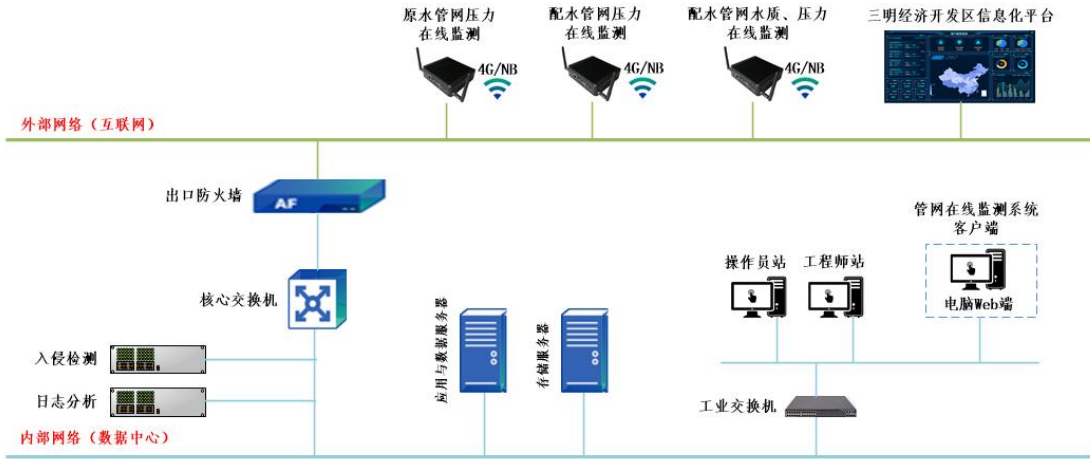 原水管网压力
在线监测
配水管网压力
在线监测
配水管网水质、压力
在线监测
三明经济开发区信息化平台
4G/NB
4G/NB
4G/NB
外部网络（互联网）
出口防火墙
AF
管网在线监测系统
客户端
操作员站
工程师站
核心交换机
电脑Web端
应用与数据服务器
存储服务器
入侵检测
日志分析
工业交换机
内部网络（数据中心）